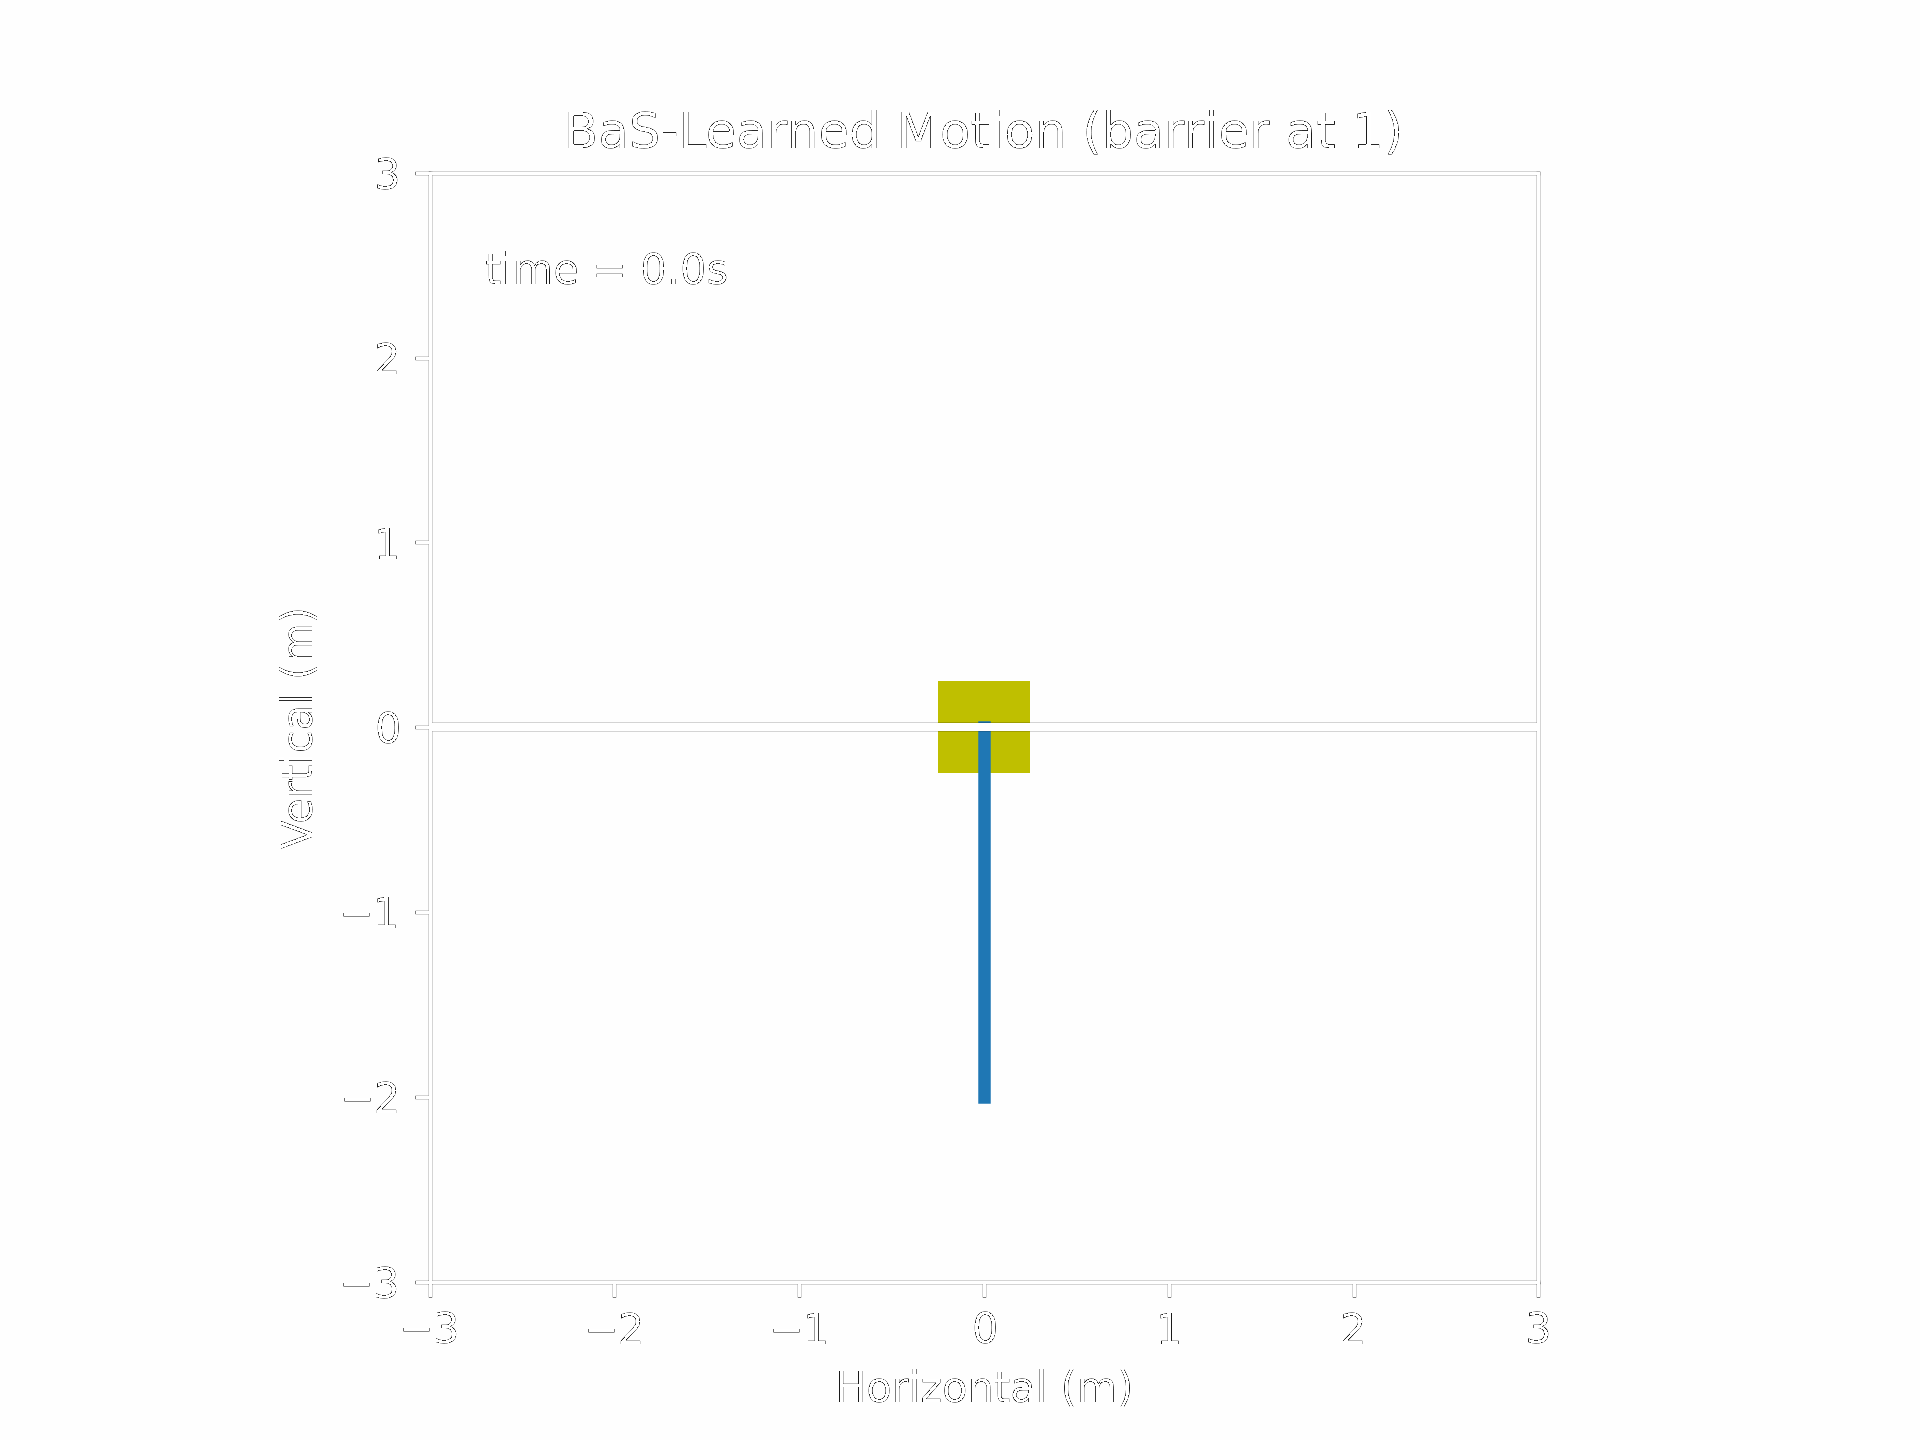 BaS-Learned Motion (barrier at 1)
3
time = 0.0s
2
1
Vertical (m)
0
−1
−2
−3
−3 −2 −1 0 1 2 3
Horizontal (m)